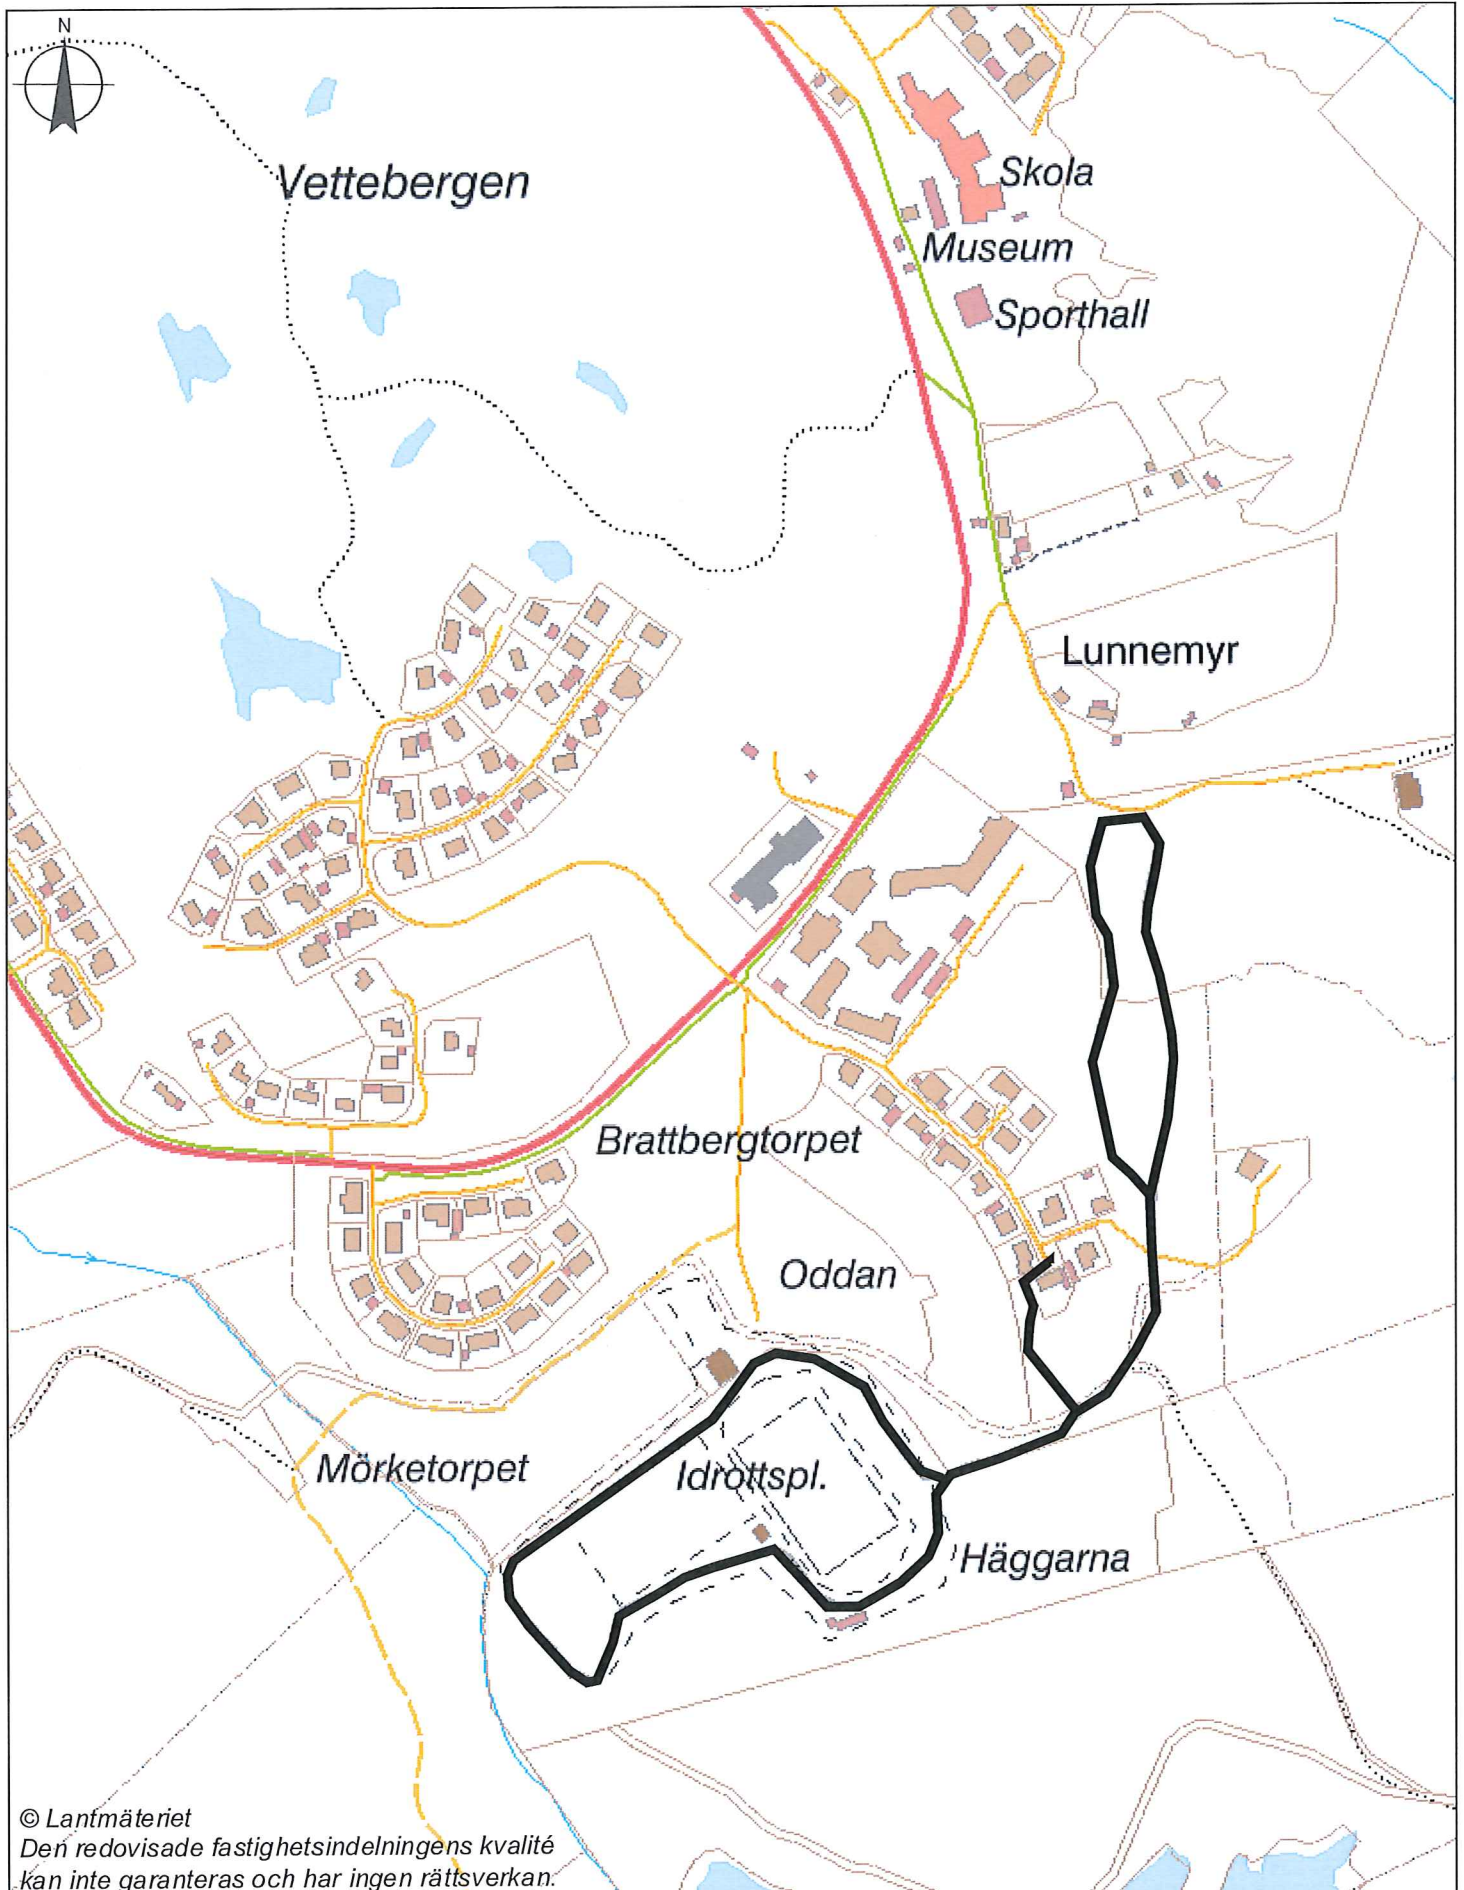 N
Vettebergen
Skola
Museum
Sporthall
Lunnemyr
Brattbergtorpet
Oddan
Mörketorpet
Idrottspl.
Häggarna
© Lantmäteriet
Den redovisade fastighetsindelningens kvalité
kan inte garanteras och har ingen rättsverkan.